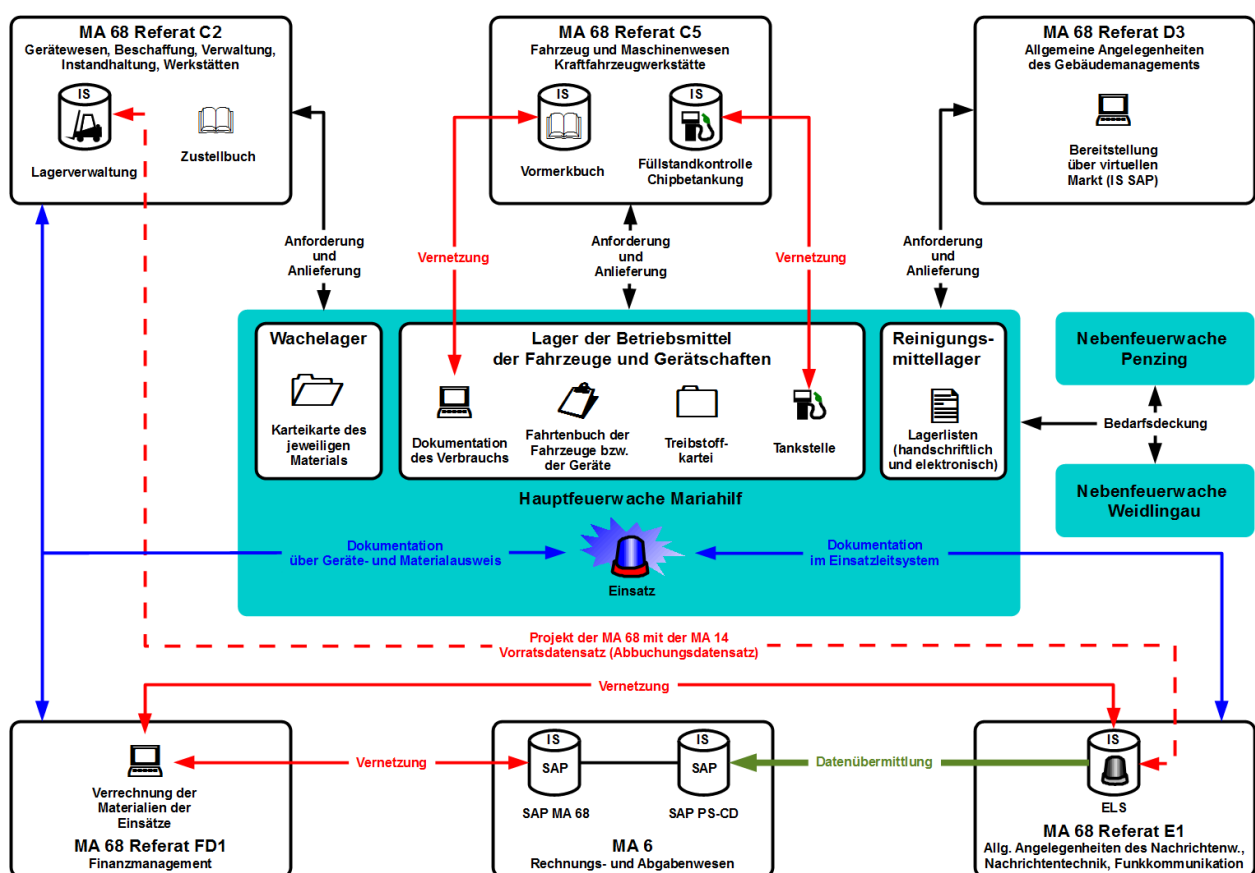 MA 68 Referat C2
Gerätewesen, Beschaffung, Verwaltung,
Instandhaltung, Werkstätten
IS
Lagerverwaltung
Zustellbuch
MA 68 Referat C5
Fahrzeug und Maschinenwesen
Kraftfahrzeugwerkstätte
IS
Vormerkbuch
IS
Füllstandkontrolle
Chipbetankung
MA 68 Referat D3
Allgemeine Angelegenheiten
des Gebäudemanagements
Bereitstellung
über virtuellen
Markt (IS SAP)
Anforderung
und
Anlieferung
Vernetzung
Anforderung
und
Anlieferung
Vernetzung
Anforderung
und
Anlieferung
Wachelager
Karteikarte des
jeweiligen
Materials
Lager der Betriebsmittel
der Fahrzeuge und Gerätschaften
Dokumentation
des Verbrauchs
Fahrtenbuch der
Fahrzeuge bzw.
der Geräte
Treibstoff-
kartei
Tankstelle
Reinigungs-
mittellager
Lagerlisten
(handschriftlich
und elektronisch)
Nebenfeuerwache
Penzing
Bedarfsdeckung
Nebenfeuerwache
Weidlingau
Hauptfeuerwache Mariahilf
Dokumentation
über Geräte- und Materialausweis
Einsatz
Dokumentation
im Einsatzleitsystem
Projekt der MA 68 mit der MA 14
Vorratsdatensatz (Abbuchungsdatensatz)
Vernetzung
Verrechnung der
Materialien der
Einsätze
MA 68 Referat FD1
Finanzmanagement
Vernetzung
IS
SAP
SAP MA 68
IS
SAP
SAP PS-CD
MA 6
Rechnungs- und Abgabenwesen
Datenübermittlung
IS
ELS
MA 68 Referat E1
Allg. Angelegenheiten des Nachrichtenw.,
Nachrichtentechnik, Funkkommunikation